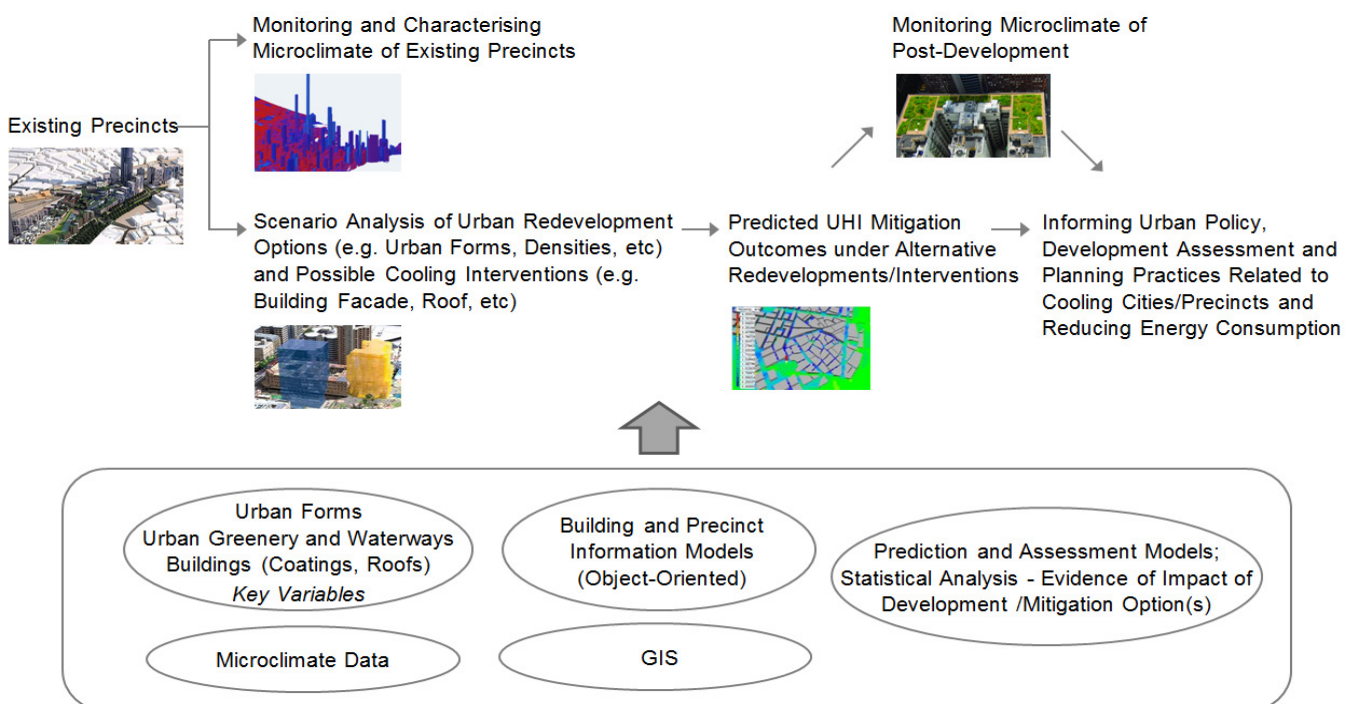 Monitoring and Characterising
Microclimate of Existing Precincts
Monitoring Microclimate of
Post-Development
Existing Precincts
Scenario Analysis of Urban Redevelopment
Options (e.g. Urban Forms, Densities, etc)
and Possible Cooling Interventions (e.g.
Building Facade, Roof, etc)
Predicted UHI Mitigation
Outcomes under Alternative
Redevelopments/Interventions
Informing Urban Policy,
Development Assessment and
Planning Practices Related to
Cooling Cities/Precincts and
Reducing Energy Consumption
Urban Forms
Urban Greenery and Waterways
Buildings (Coatings, Roofs)
Key Variables
Building and Precinct
Information Models
(Object-Oriented)
Prediction and Assessment Models;
Statistical Analysis - Evidence of Impact of
Development /Mitigation Option(s)
Microclimate Data
GIS